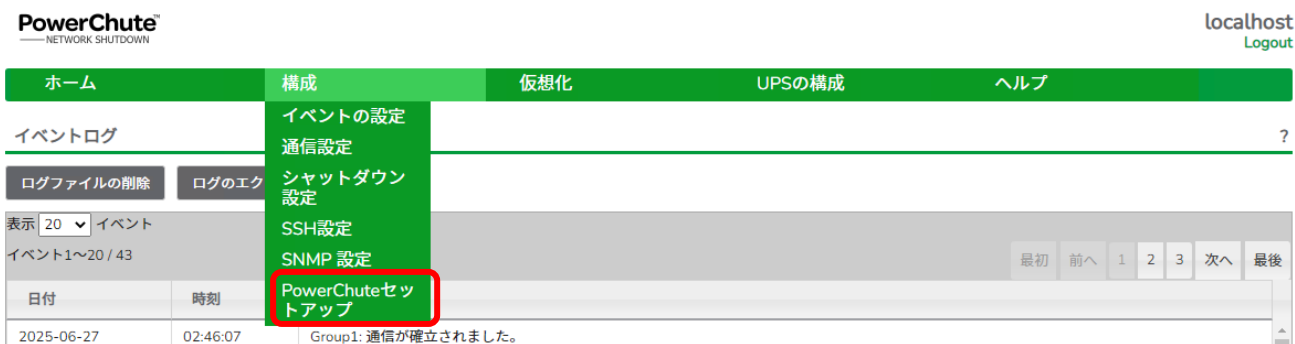 PowerChute™
NETWORK SHUTDOWN
localhost
Logout
ホーム 構成 仮想化 UPSの構成 ヘルプ
イベントの設定
通信設定
シャットダウン
設定
SSH設定
SNMP 設定
PowerChuteセッ
トアップ
イベントログ ?
ログファイルの削除 ログのエク
表示 20 イベント
イベント1～20 / 43
最初 前へ 1 2 3 次へ 最後
日付 時刻
2025-06-27 02:46:07 Group1: 通信が確立されました。